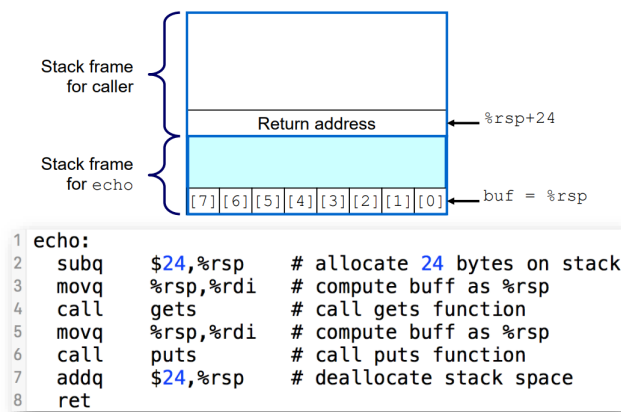 Stack frame
for caller
Return address
%rsp+24
Stack frame
for echo
[7] [6] [5] [4] [3] [2] [1] [0]
buf = %rsp
1 echo:
2 subq $24,%rsp # allocate 24 bytes on stack
3 movq %rsp,%rdi # compute buff as %rsp
4 call gets # call gets function
5 movq %rsp,%rdi # compute buff as %rsp
6 call puts # call puts function
7 addq $24,%rsp # deallocate stack space
8 ret